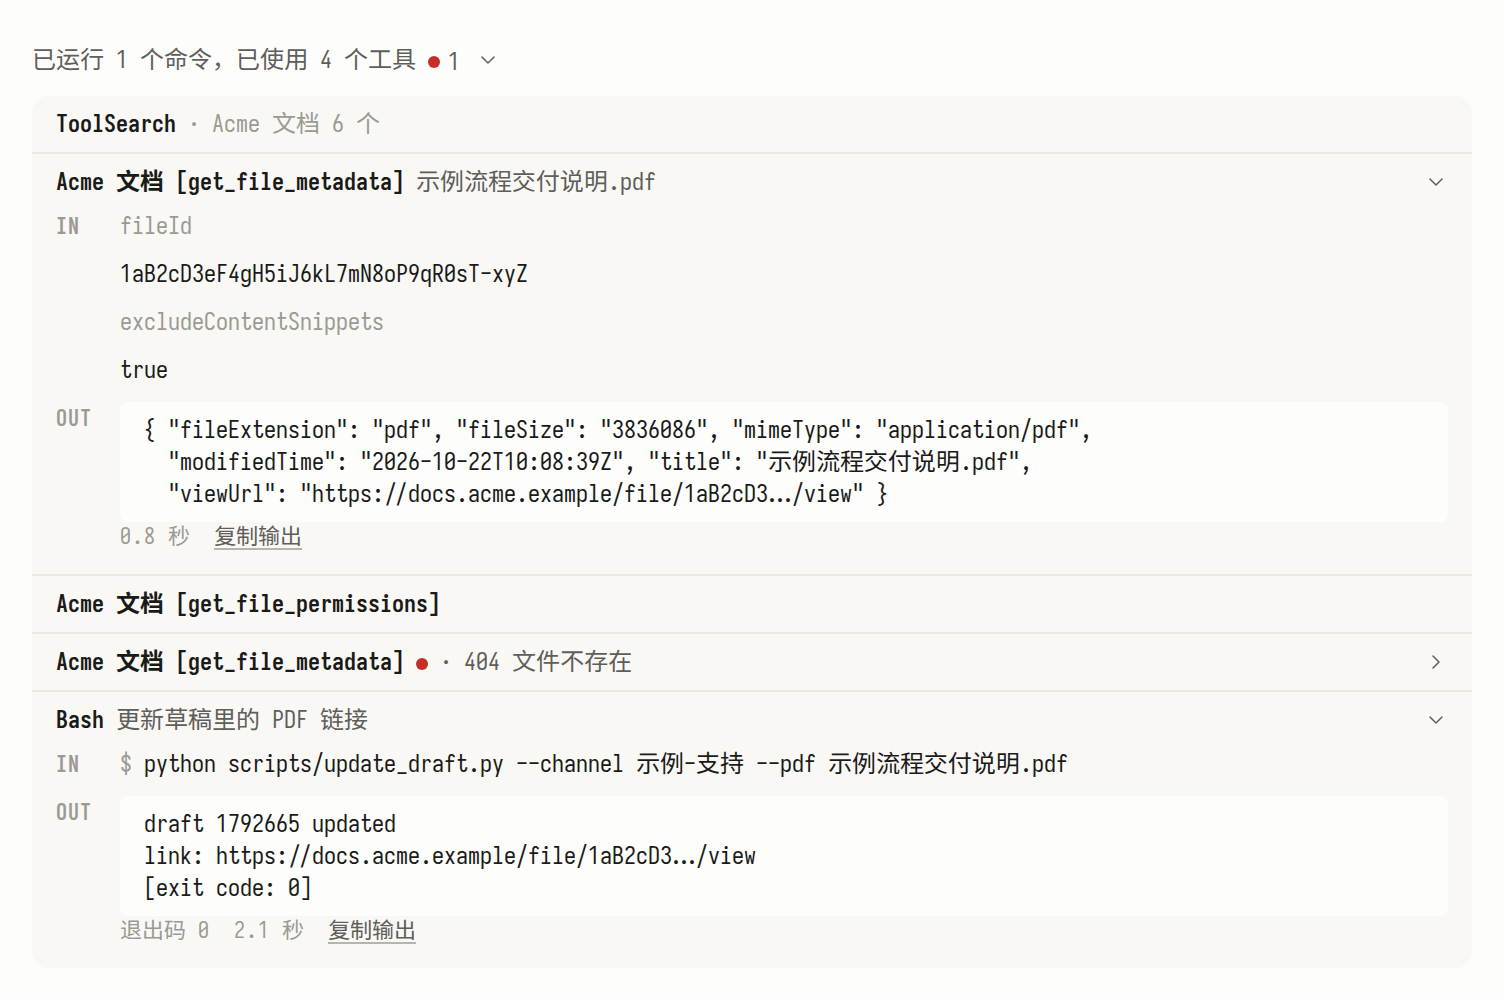 已运行 1 个命令，已使用 4 个工具 1
ToolSearch · Acme 文档 6 个
Acme 文档 [get_file_metadata] 示例流程交付说明.pdf
IN fileId
1aB2cD3eF4gH5iJ6kL7mN8oP9qR0sT-xyZ
excludeContentSnippets
true
OUT { "fileExtension": "pdf", "fileSize": "3836086", "mimeType": "application/pdf",
"modifiedTime": "2026-10-22T10:08:39Z", "title": "示例流程交付说明.pdf",
"viewUrl": "https://docs.acme.example/file/1aB2cD3.../view" }
0.8 秒 复制输出
Acme 文档 [get_file_permissions]
Acme 文档 [get_file_metadata] · 404 文件不存在
Bash 更新草稿里的 PDF 链接
IN $ python scripts/update_draft.py --channel 示例-支持 --pdf 示例流程交付说明.pdf
OUT draft 1792665 updated
link: https://docs.acme.example/file/1aB2cD3.../view
[exit code: 0]
退出码 0 2.1 秒 复制输出